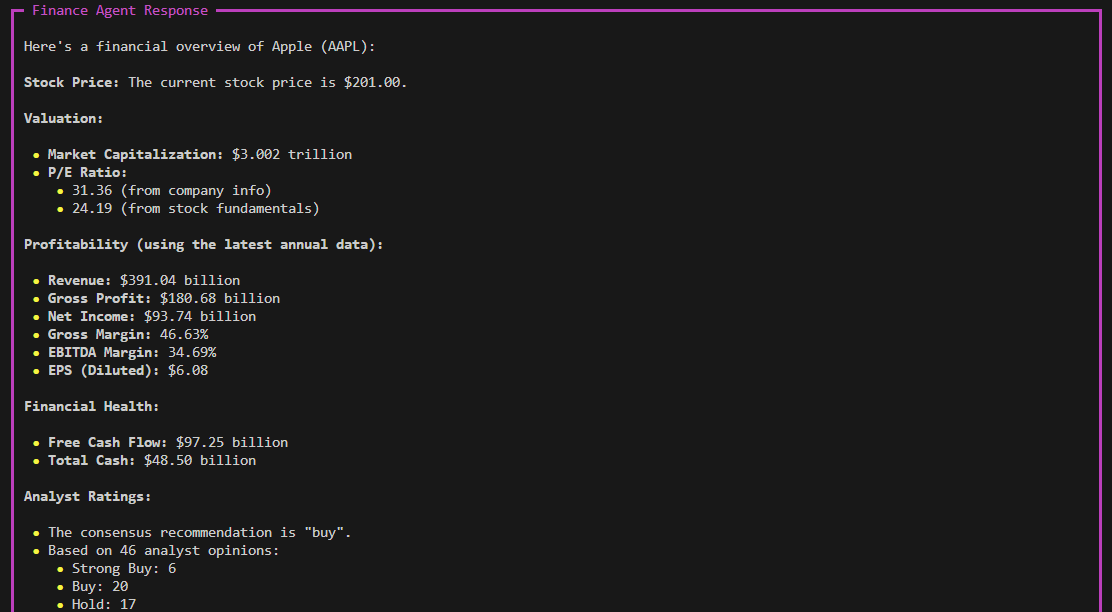 Finance Agent Response
Here's a financial overview of Apple (AAPL):
Stock Price: The current stock price is $201.00.
Valuation:
• Market Capitalization: $3.002 trillion
• P/E Ratio:
• 31.36 (from company info)
• 24.19 (from stock fundamentals)
Profitability (using the latest annual data):
• Revenue: $391.04 billion
• Gross Profit: $180.68 billion
• Net Income: $93.74 billion
• Gross Margin: 46.63%
• EBITDA Margin: 34.69%
• EPS (Diluted): $6.08
Financial Health:
• Free Cash Flow: $97.25 billion
• Total Cash: $48.50 billion
Analyst Ratings:
• The consensus recommendation is "buy".
• Based on 46 analyst opinions:
• Strong Buy: 6
• Buy: 20
• Hold: 17